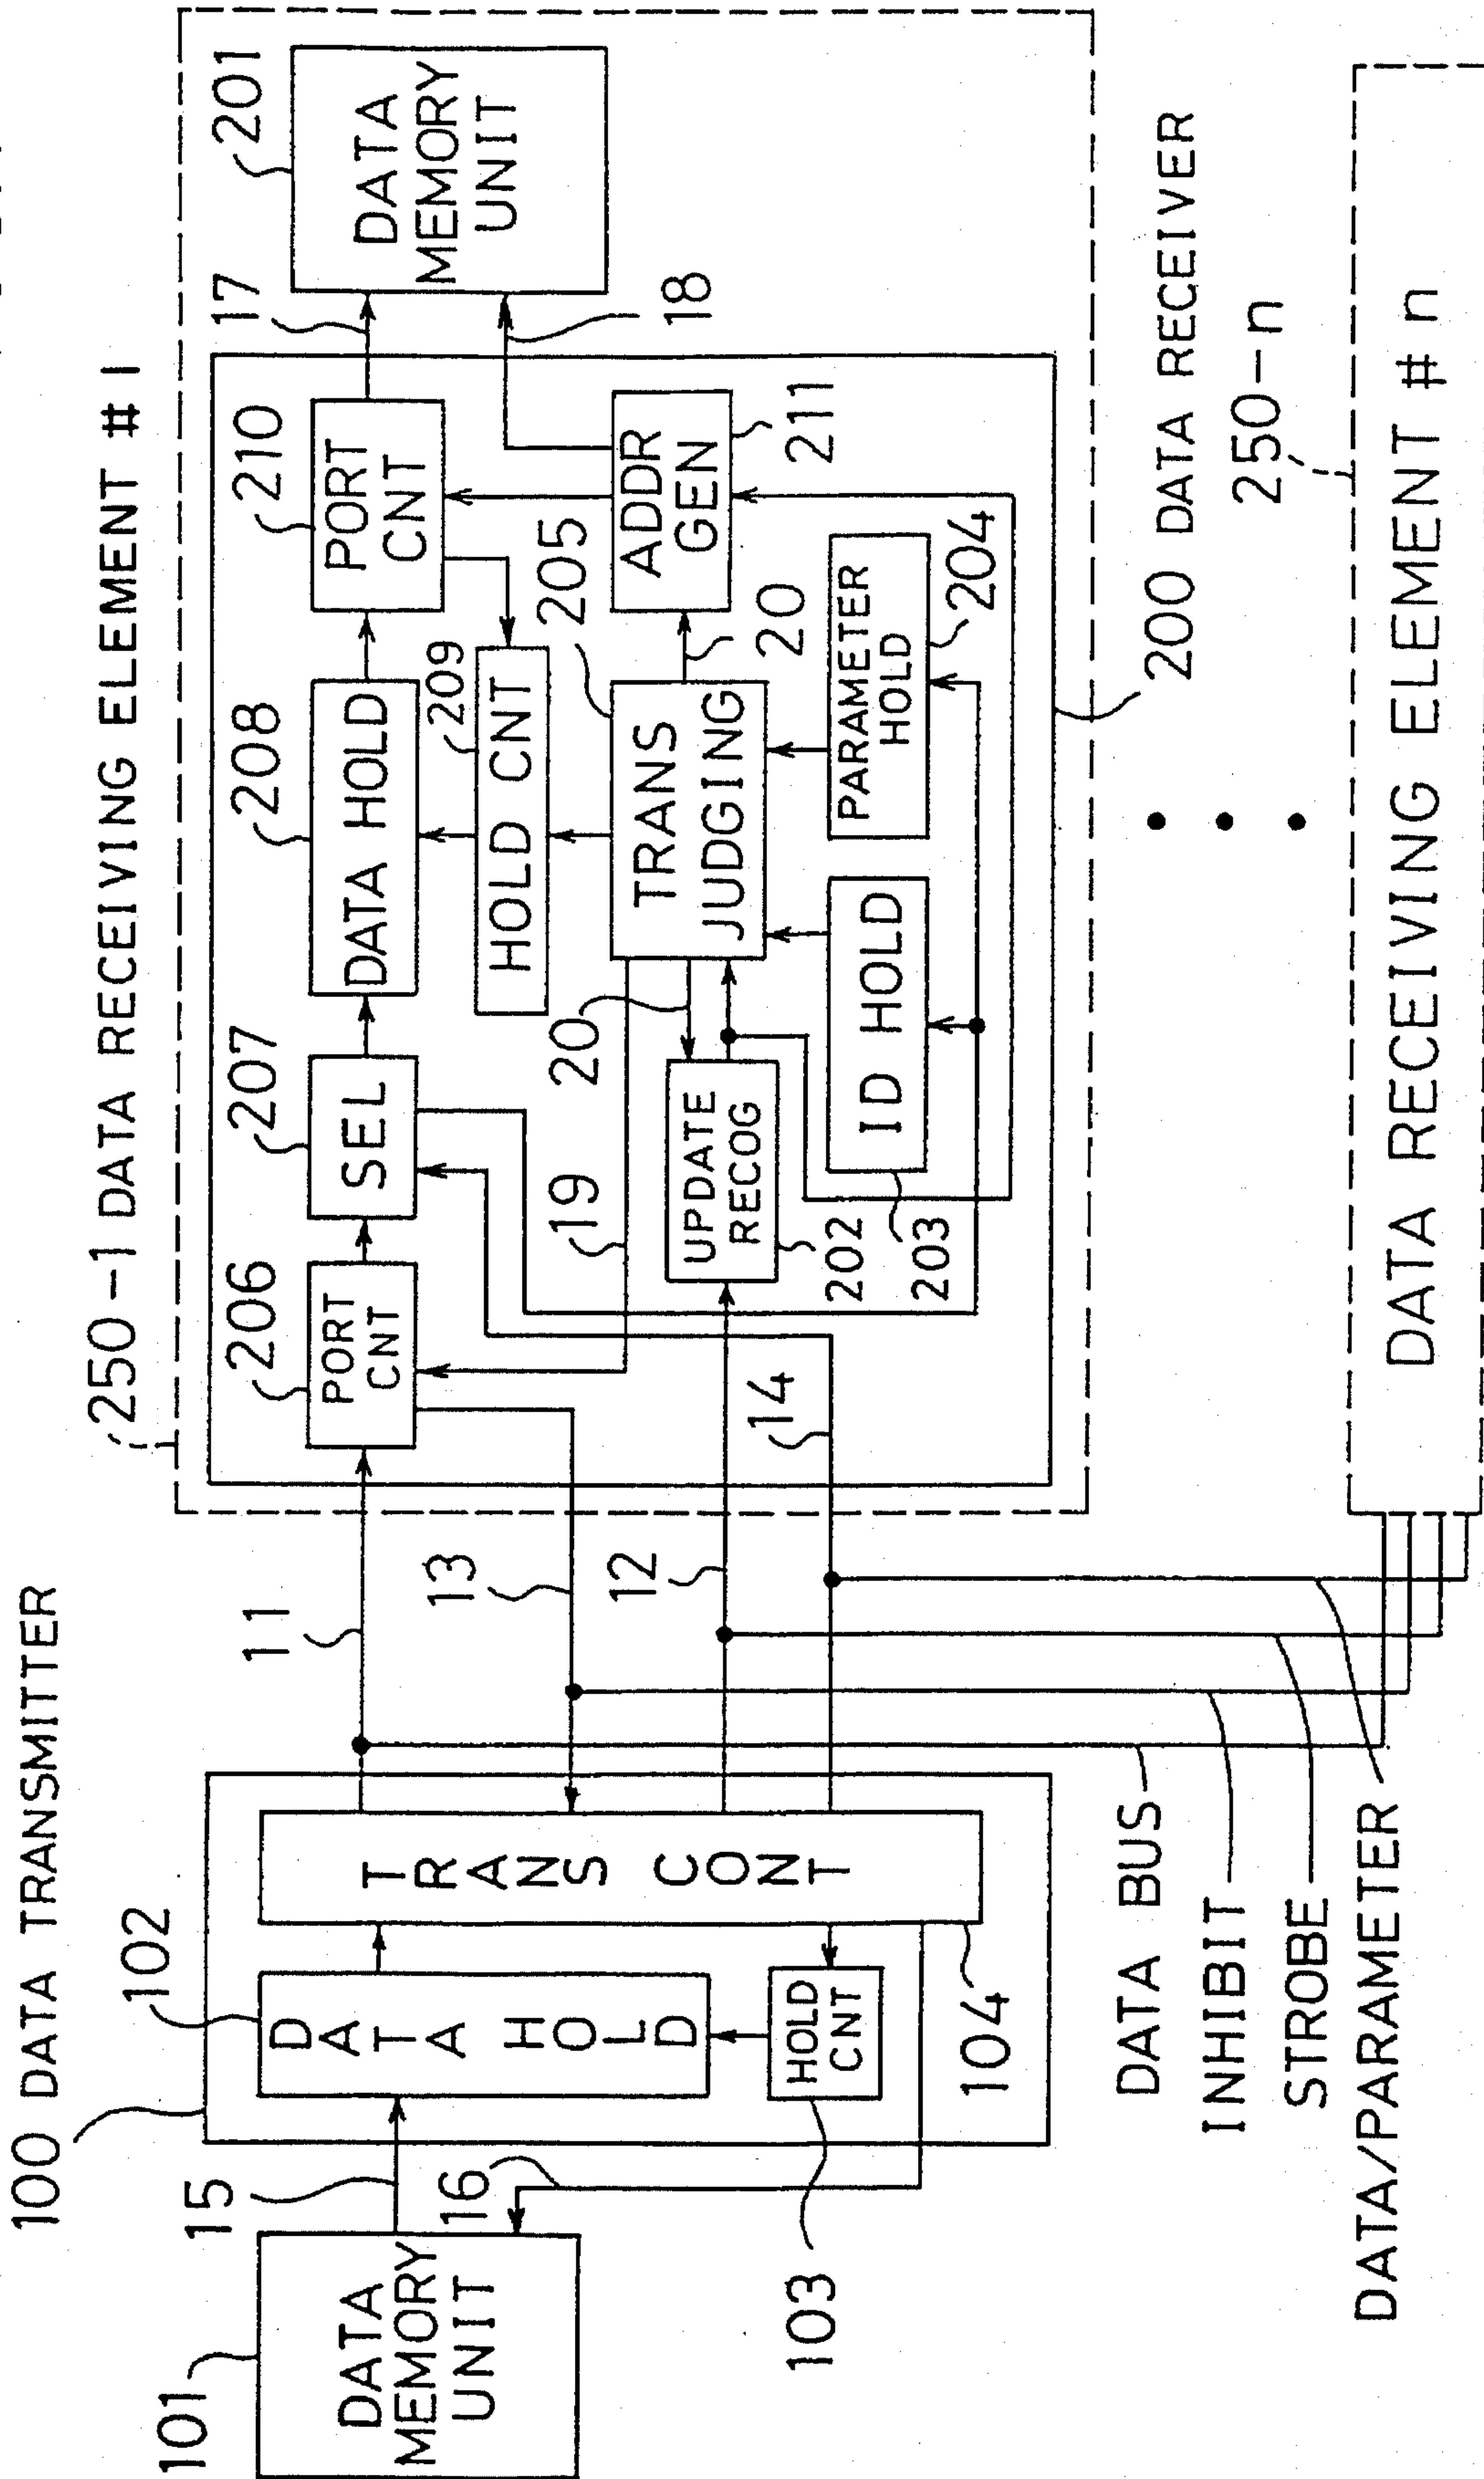 100 DATA TRANSMITTER
101
DATA
MEMORY
UNIT
15
16
102
DATA HOLD
HOLD
CNT
103
TRANS CONT
104
11
13
12
14
DATA BUS
INHIBIT
STROBE
DATA/PARAMETER
250-1 DATA RECEIVING ELEMENT #1
206
PORT
CNT
207
SEL
208
DATA HOLD
210
PORT
CNT
17
201
DATA
MEMORY
UNIT
18
19
20
209
HOLD CNT
205
TRANS
JUDGING
20
ADDR
GEN
211
UPDATE
RECOG
202
ID HOLD
203
PARAMETER
HOLD
204
200 DATA RECEIVER
250-n
DATA RECEIVING ELEMENT #n